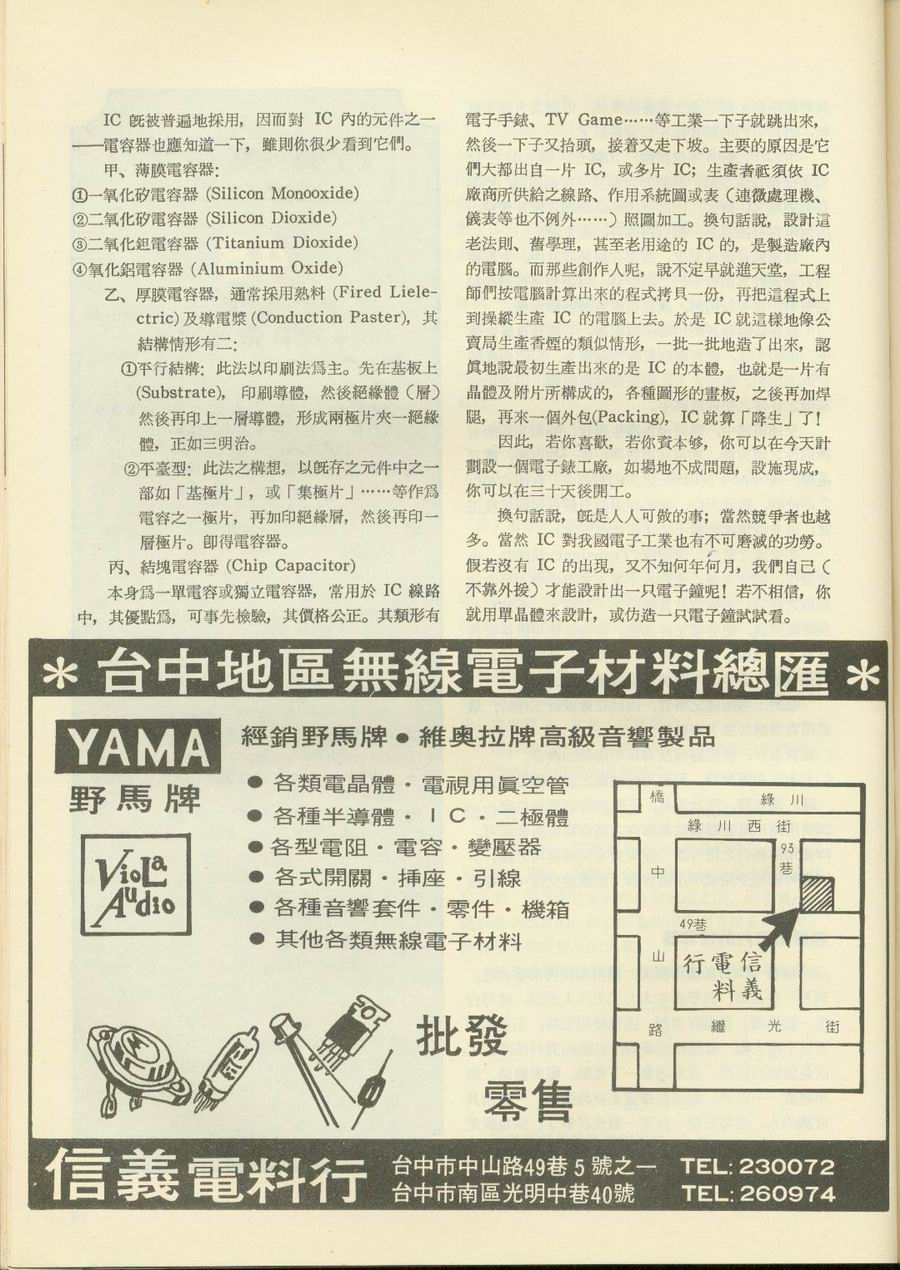 IC 旣被普遍地採用，因而對 IC 內的元件之一
——電容器也應知道一下，雖則你很少看到它們。
甲、薄膜電容器：
①一氧化矽電容器 (Silicon Monooxide)
②二氧化矽電容器 (Silicon Dioxide)
③二氧化鉭電容器 (Titanium Dioxide)
④氧化鋁電容器 (Aluminium Oxide)
乙、厚膜電容器，通常採用熟料 (Fired Liele-
ctric) 及導電漿 (Conduction Paster)，其
結構情形有二：
①平行結構：此法以印刷法爲主。先在基板上
(Substrate)，印刷導體，然後絕緣體（層）
然後再印上一層導體，形成兩極片夾一絕緣
體，正如三明治。
②平臺型：此法之構想，以旣存之元件中之一
部如「基極片」，或「集極片」……等作爲
電容之一極片，再加印絕緣層，然後再印一
層極片。卽得電容器。
丙、結塊電容器 (Chip Capacitor)
本身爲一單電容或獨立電容器，常用於 IC 線路
中，其優點爲，可事先檢驗，其價格公正。其類形有
電子手錶、TV Game……等工業一下子就跳出來，
然後一下子又抬頭，接着又走下坡。主要的原因是它
們大都出自一片 IC，或多片 IC；生產者祗須依 IC
廠商所供給之線路、作用系統圖或表（連微處理機、
儀表等也不例外……）照圖加工。換句話說，設計這
老法則、舊學理，甚至老用途的 IC 的，是製造廠內
的電腦。而那些創作人呢，說不定早就進天堂，工程
師們按電腦計算出來的程式拷貝一份，再把這程式上
到操縱生產 IC 的電腦上去。於是 IC 就這樣地像公
賣局生產香煙的類似情形，一批一批地造了出來，認
眞地說最初生產出來的是 IC 的本體，也就是一片有
晶體及附片所構成的，各種圖形的畫板，之後再加焊
腿，再來一個外包(Packing)，IC 就算「降生」了！
因此，若你喜歡，若你資本够，你可以在今天計
劃設一個電子錶工廠，如場地不成問題，設施現成，
你可以在三十天後開工。
換句話說，旣是人人可做的事；當然競爭者也越
多。當然 IC 對我國電子工業也有不可磨滅的功勞。
假若沒有 IC 的出現，又不知何年何月，我們自己（
不靠外援）才能設計出一只電子鐘呢！若不相信，你
就用單晶體來設計，或仿造一只電子鐘試試看。
＊台中地區無線電子材料總匯＊
YAMA
野馬牌
Viola
Audio
經銷野馬牌●維奧拉牌高級音響製品
●各類電晶體・電視用眞空管
●各種半導體・IC・二極體
●各型電阻・電容・變壓器
●各式開關・揷座・引線
●各種音響套件・零件・機箱
●其他各類無線電子材料
批發
零售
橋
綠川
綠川西街
93
巷
中
49巷
山
信義
電料
行
路
繼光街
信義電料行
台中市中山路49巷5號之一 TEL: 230072
台中市南區光明中巷40號 TEL: 260974